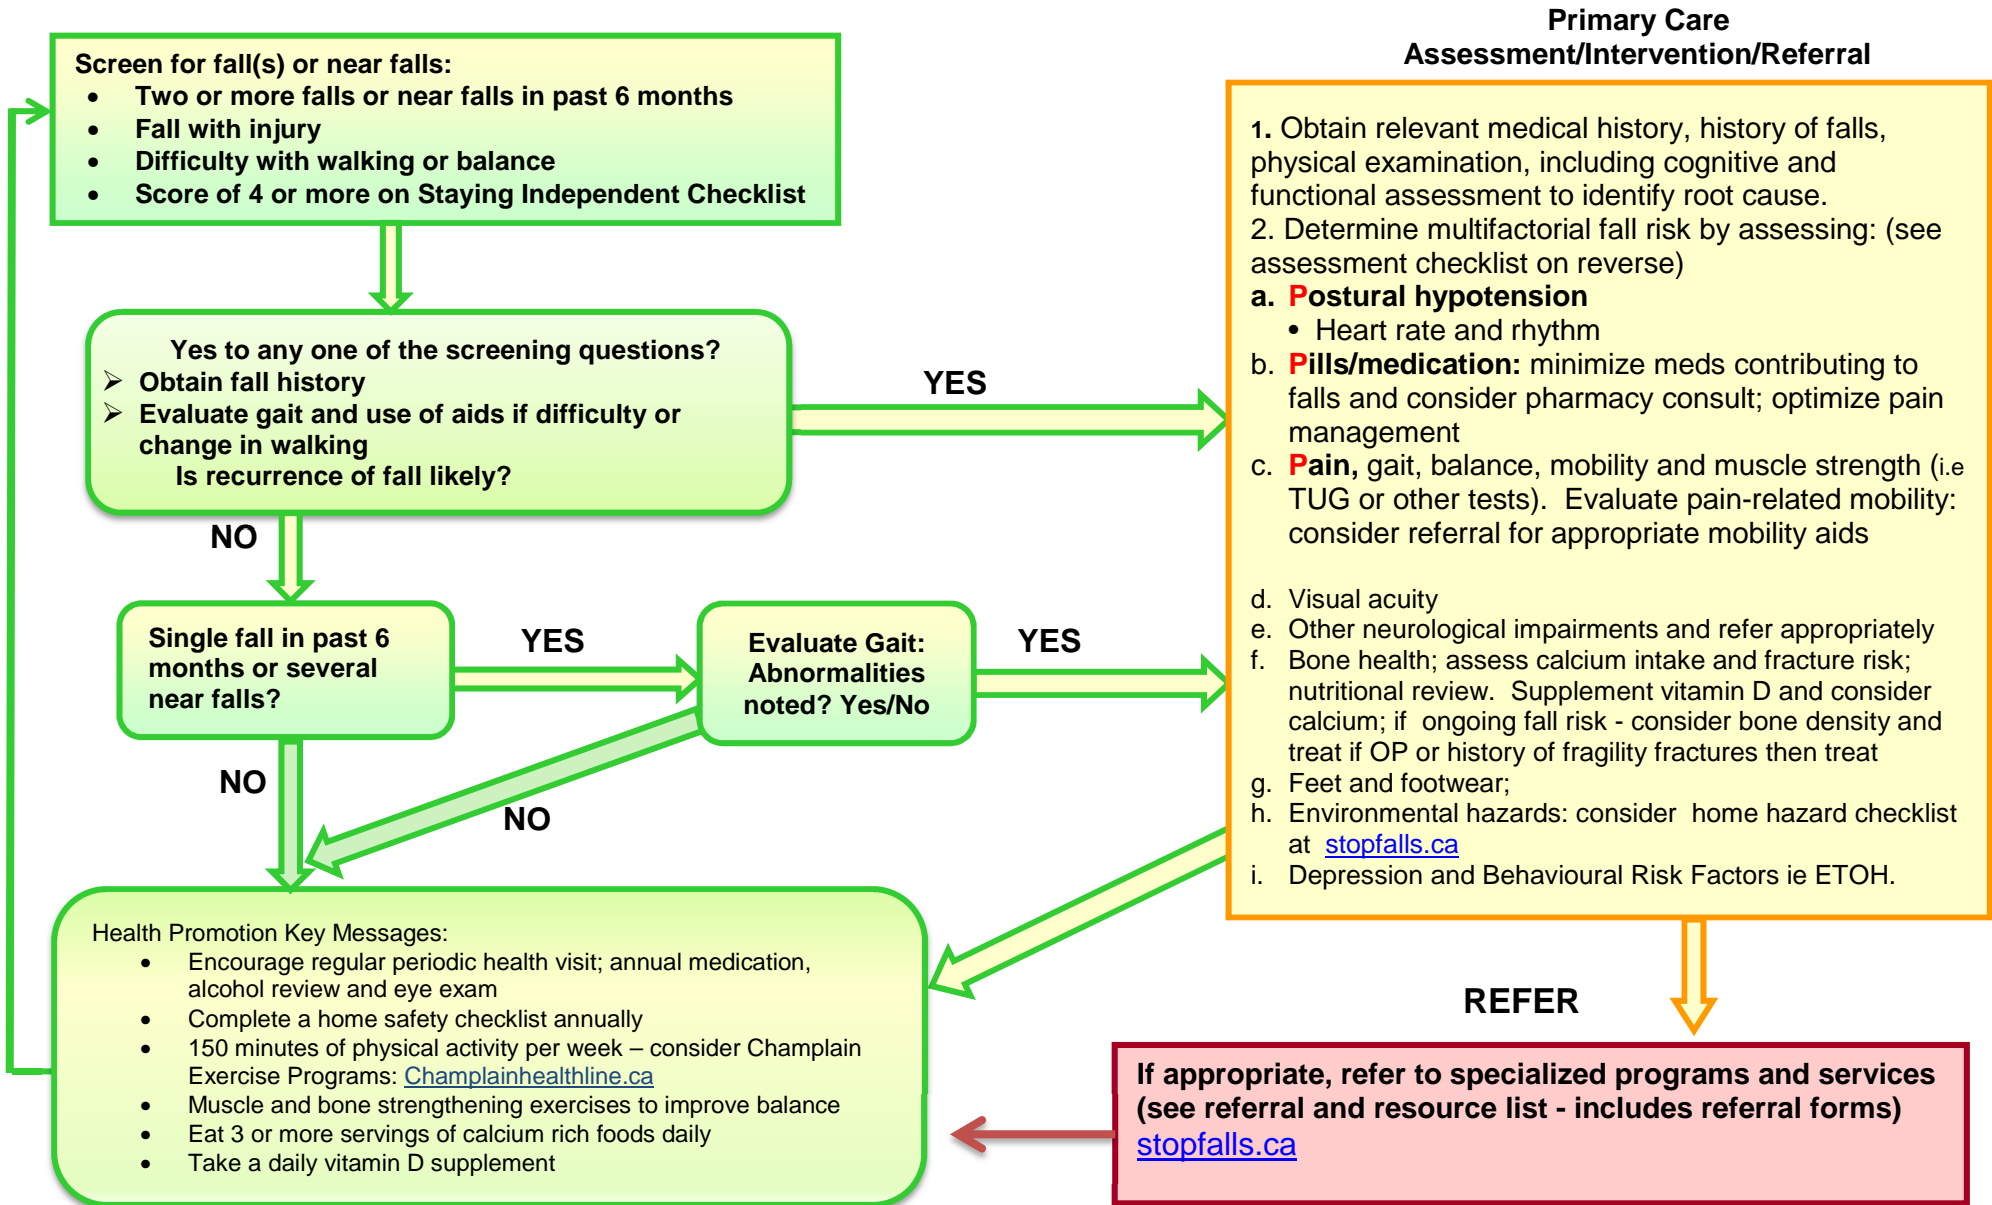 Screen for fall(s) or near falls:
• Two or more falls or near falls in past 6 months
• Fall with injury
• Difficulty with walking or balance
• Score of 4 or more on Staying Independent Checklist
Yes to any one of the screening questions?
➢ Obtain fall history
➢ Evaluate gait and use of aids if difficulty or
change in walking
Is recurrence of fall likely?
YES
NO
Single fall in past 6
months or several
near falls?
YES
Evaluate Gait:
Abnormalities
noted? Yes/No
YES
NO
NO
Health Promotion Key Messages:
• Encourage regular periodic health visit; annual medication,
alcohol review and eye exam
• Complete a home safety checklist annually
• 150 minutes of physical activity per week – consider Champlain
Exercise Programs: Champlainhealthline.ca
• Muscle and bone strengthening exercises to improve balance
• Eat 3 or more servings of calcium rich foods daily
• Take a daily vitamin D supplement
Primary Care
Assessment/Intervention/Referral
1. Obtain relevant medical history, history of falls,
physical examination, including cognitive and
functional assessment to identify root cause.
2. Determine multifactorial fall risk by assessing: (see
assessment checklist on reverse)
a. Postural hypotension
• Heart rate and rhythm
b. Pills/medication: minimize meds contributing to
falls and consider pharmacy consult; optimize pain
management
c. Pain, gait, balance, mobility and muscle strength (i.e
TUG or other tests). Evaluate pain-related mobility:
consider referral for appropriate mobility aids
d. Visual acuity
e. Other neurological impairments and refer appropriately
f. Bone health; assess calcium intake and fracture risk;
nutritional review. Supplement vitamin D and consider
calcium; if ongoing fall risk - consider bone density and
treat if OP or history of fragility fractures then treat
g. Feet and footwear;
h. Environmental hazards: consider home hazard checklist
at stopfalls.ca
i. Depression and Behavioural Risk Factors ie ETOH.
REFER
If appropriate, refer to specialized programs and services
(see referral and resource list - includes referral forms)
stopfalls.ca